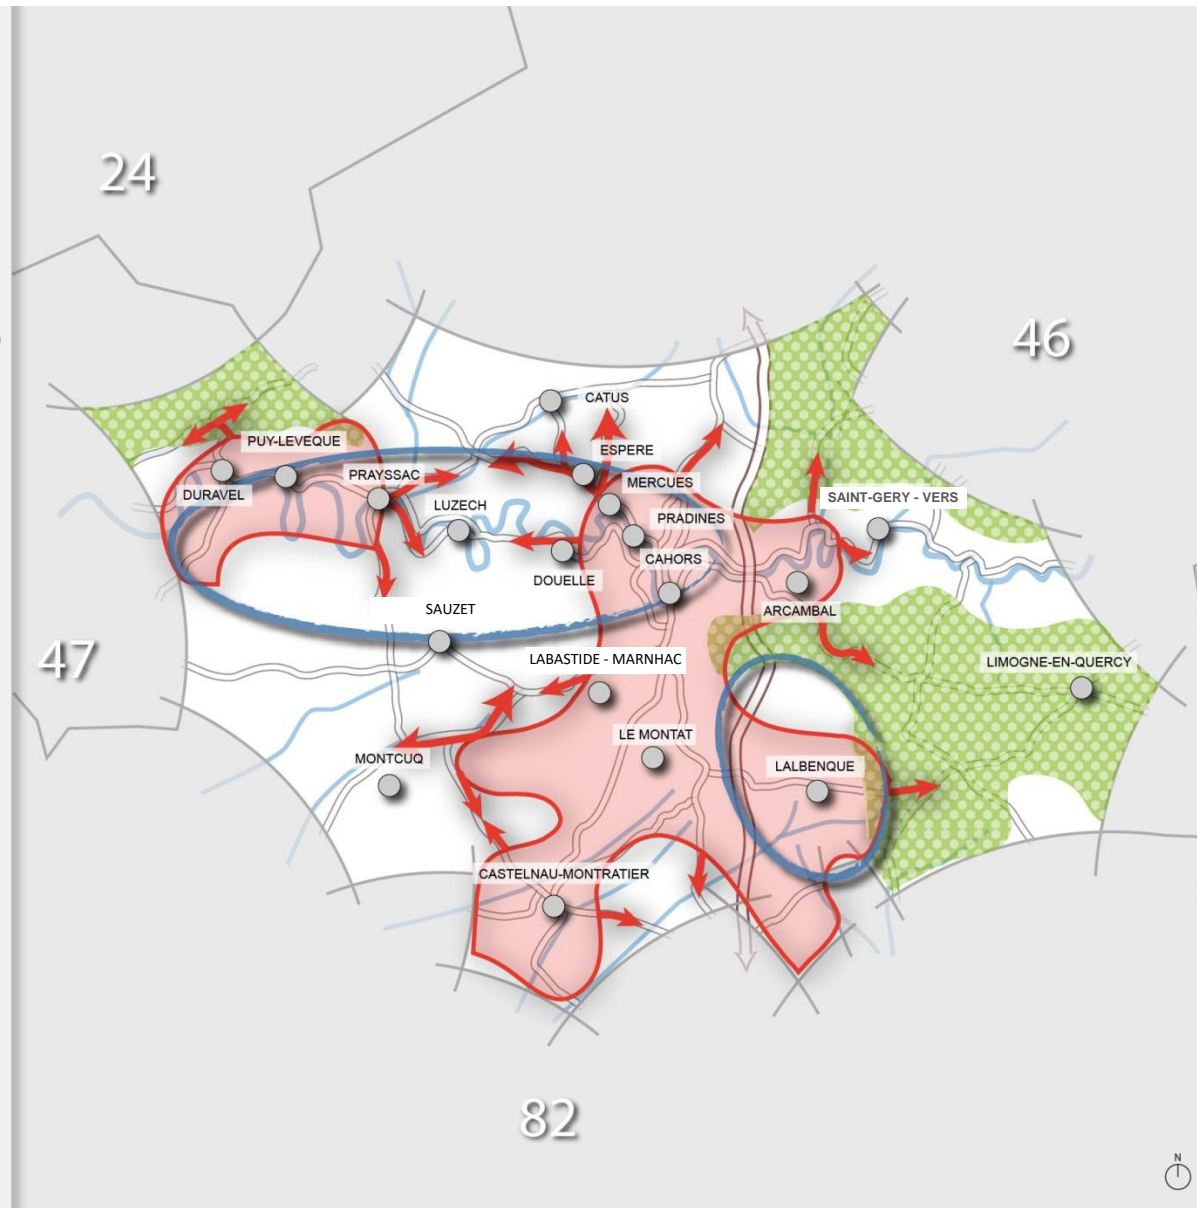 24
46
CATUS
PUY-LEVEQUE
ESPERE
PRAYSSAC
MERCUES
DURAVEL
LUZECH
SAINT-GERY - VERS
PRADINES
CAHORS
DOUELLE
SAUZET
ARCAMBAL
47
LABASTIDE - MARNHAC
LIMOGNE-EN-QUERCY
LE MONTAT
MONTCUQ
LALBENQUE
CASTELNAU-MONTRATIER
82
N